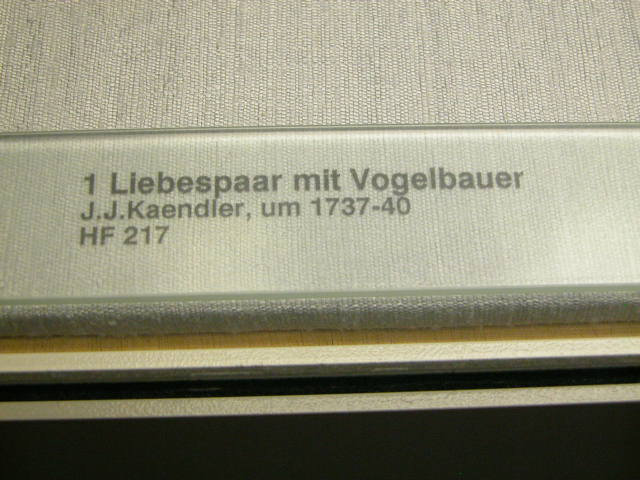 1 Liebespaar mit Vogelbauer
J.J.Kaendler, um 1737-40
HF 217